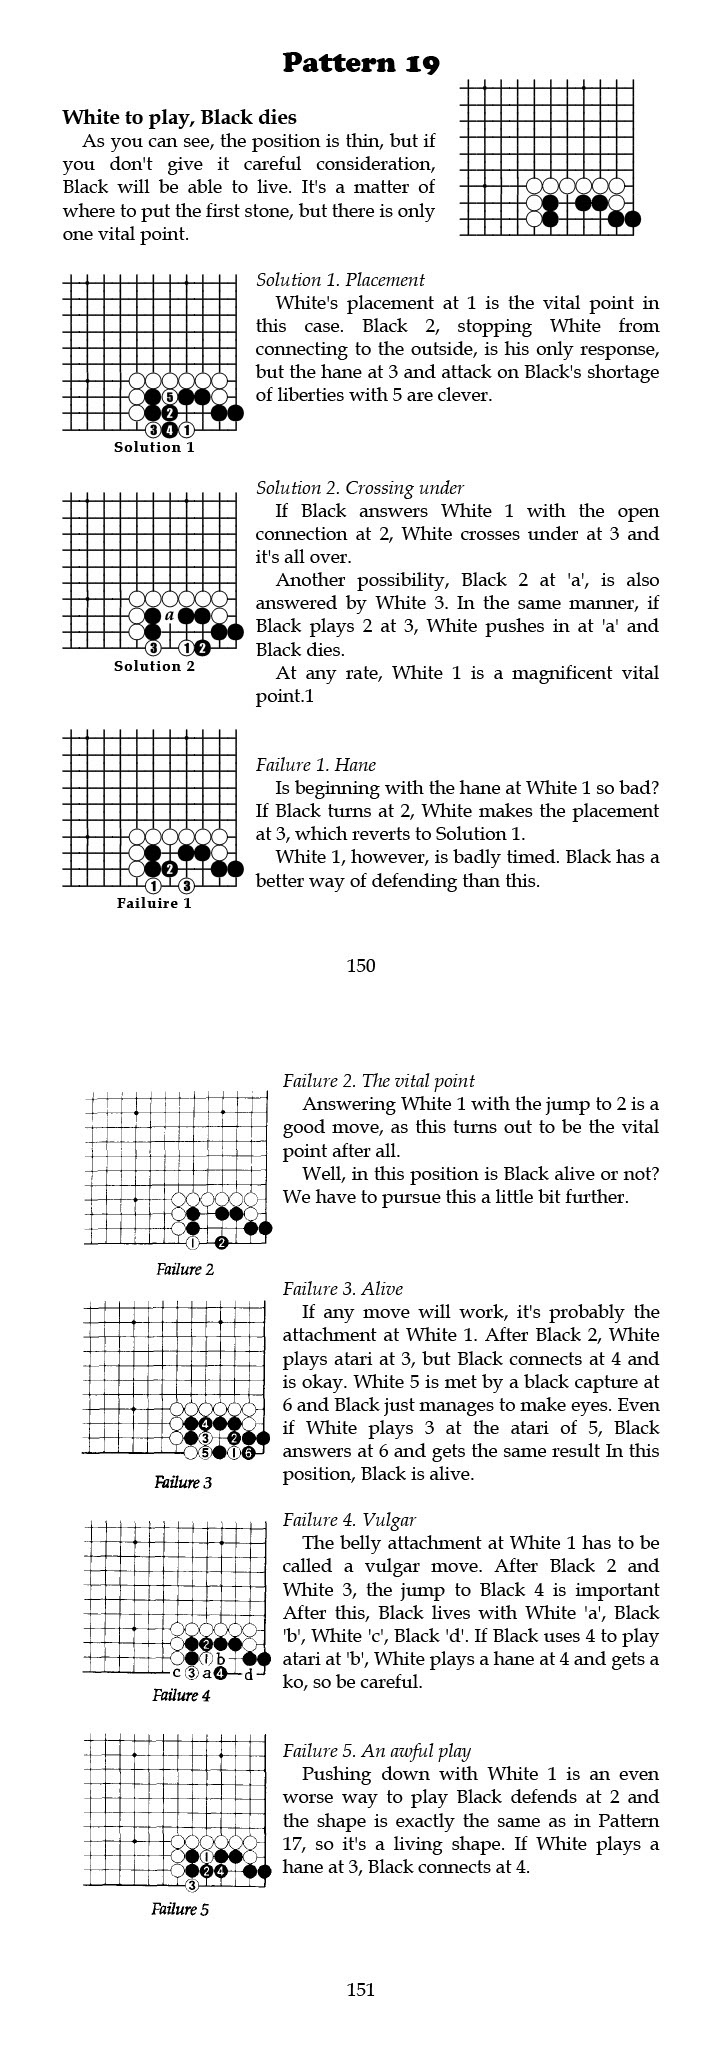 Pattern 19
White to play, Black dies
As you can see, the position is thin, but if
you don't give it careful consideration,
Black will be able to live. It's a matter of
where to put the first stone, but there is only
one vital point.
Solution 1. Placement
White's placement at 1 is the vital point in
this case. Black 2, stopping White from
connecting to the outside, is his only response,
but the hane at 3 and attack on Black's shortage
of liberties with 5 are clever.
5
2
3 4 1
Solution 1
Solution 2. Crossing under
If Black answers White 1 with the open
connection at 2, White crosses under at 3 and
it's all over.
Another possibility, Black 2 at 'a', is also
answered by White 3. In the same manner, if
Black plays 2 at 3, White pushes in at 'a' and
Black dies.
At any rate, White 1 is a magnificent vital
point.1
a
3 1 2
Solution 2
Failure 1. Hane
Is beginning with the hane at White 1 so bad?
If Black turns at 2, White makes the placement
at 3, which reverts to Solution 1.
White 1, however, is badly timed. Black has a
better way of defending than this.
2
1 3
Failuire 1
150
Failure 2. The vital point
Answering White 1 with the jump to 2 is a
good move, as this turns out to be the vital
point after all.
Well, in this position is Black alive or not?
We have to pursue this a little bit further.
1 2
Failure 2
Failure 3. Alive
If any move will work, it's probably the
attachment at White 1. After Black 2, White
plays atari at 3, but Black connects at 4 and
is okay. White 5 is met by a black capture at
6 and Black just manages to make eyes. Even
if White plays 3 at the atari of 5, Black
answers at 6 and gets the same result In this
position, Black is alive.
4
3 2
5 1 6
Failure 3
Failure 4. Vulgar
The belly attachment at White 1 has to be
called a vulgar move. After Black 2 and
White 3, the jump to Black 4 is important
After this, Black lives with White 'a', Black
'b', White 'c', Black 'd'. If Black uses 4 to play
atari at 'b', White plays a hane at 4 and gets a
ko, so be careful.
2
1 b
c 3 a 4 d
Failure 4
Failure 5. An awful play
Pushing down with White 1 is an even
worse way to play Black defends at 2 and
the shape is exactly the same as in Pattern
17, so it's a living shape. If White plays a
hane at 3, Black connects at 4.
1
2 4
3
Failure 5
151